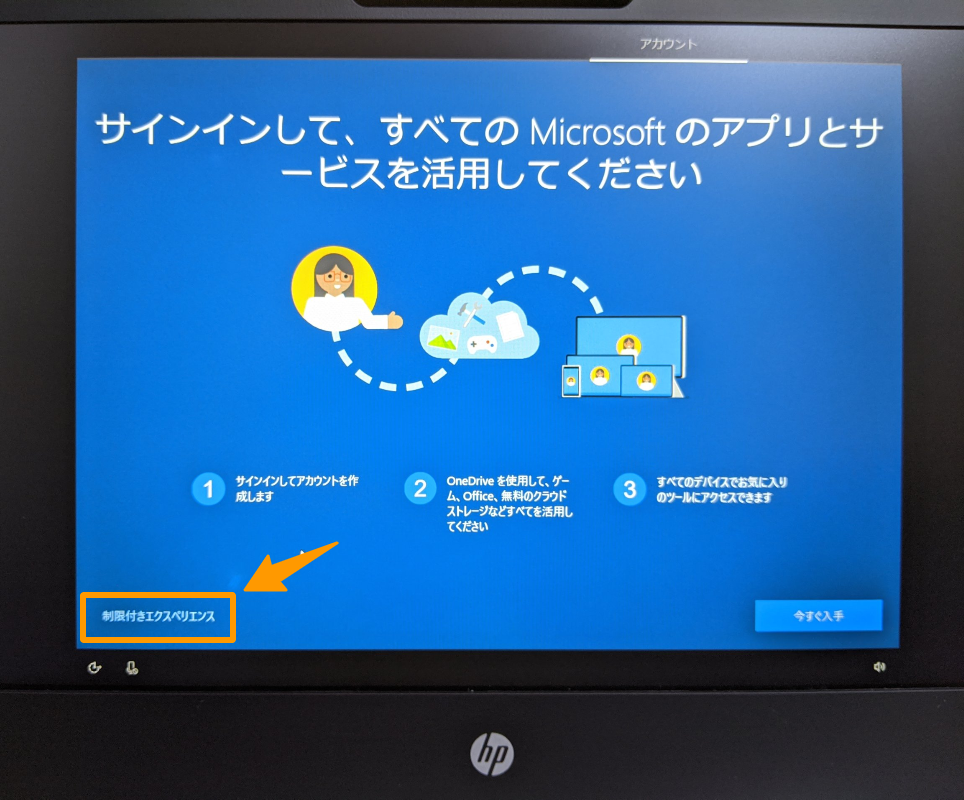 アカウント
サインインして、すべての Microsoft のアプリとサ
ービスを活用してください
1
サインインしてアカウントを作
成します
2
OneDrive を使用して、ゲー
ム、Office、無料のクラウド
ストレージなどすべてを活用し
てください
3
すべてのデバイスでお気に入り
のツールにアクセスできます
制限付きエクスペリエンス
今すぐ入手
hp